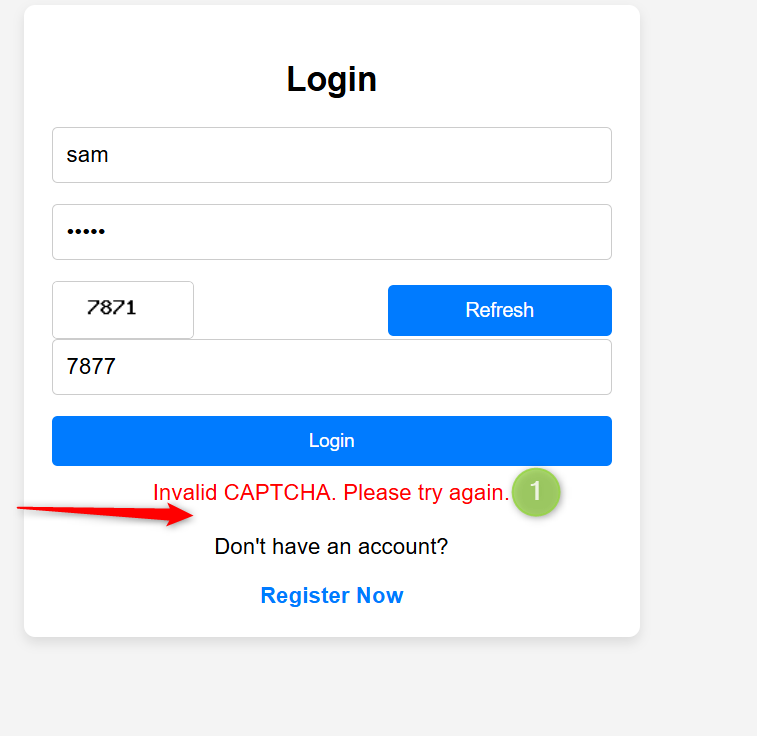 Login
sam
•••••
7871
Refresh
7877
Login
Invalid CAPTCHA. Please try again.
1
Don't have an account?
Register Now